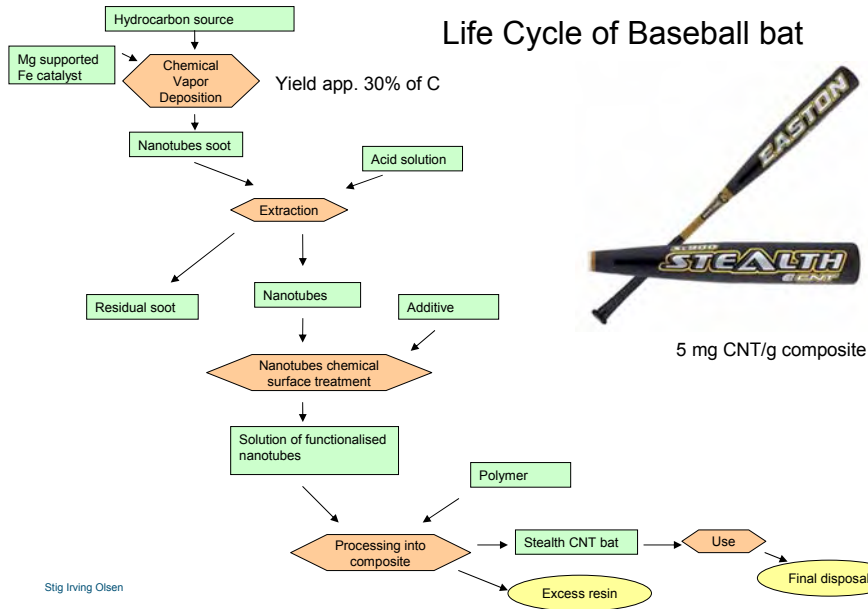 Life Cycle of Baseball bat
Hydrocarbon source
Mg supported
Fe catalyst
Chemical
Vapor
Deposition
Yield app. 30% of C
Nanotubes soot
Acid solution
Extraction
Residual soot
Nanotubes
Additive
Nanotubes chemical
surface treatment
Solution of functionalised
nanotubes
Polymer
Processing into
composite
Stealth CNT bat
Use
Excess resin
Final disposal
EASTON
STEALTH
CNT
5 mg CNT/g composite
Stig Irving Olsen